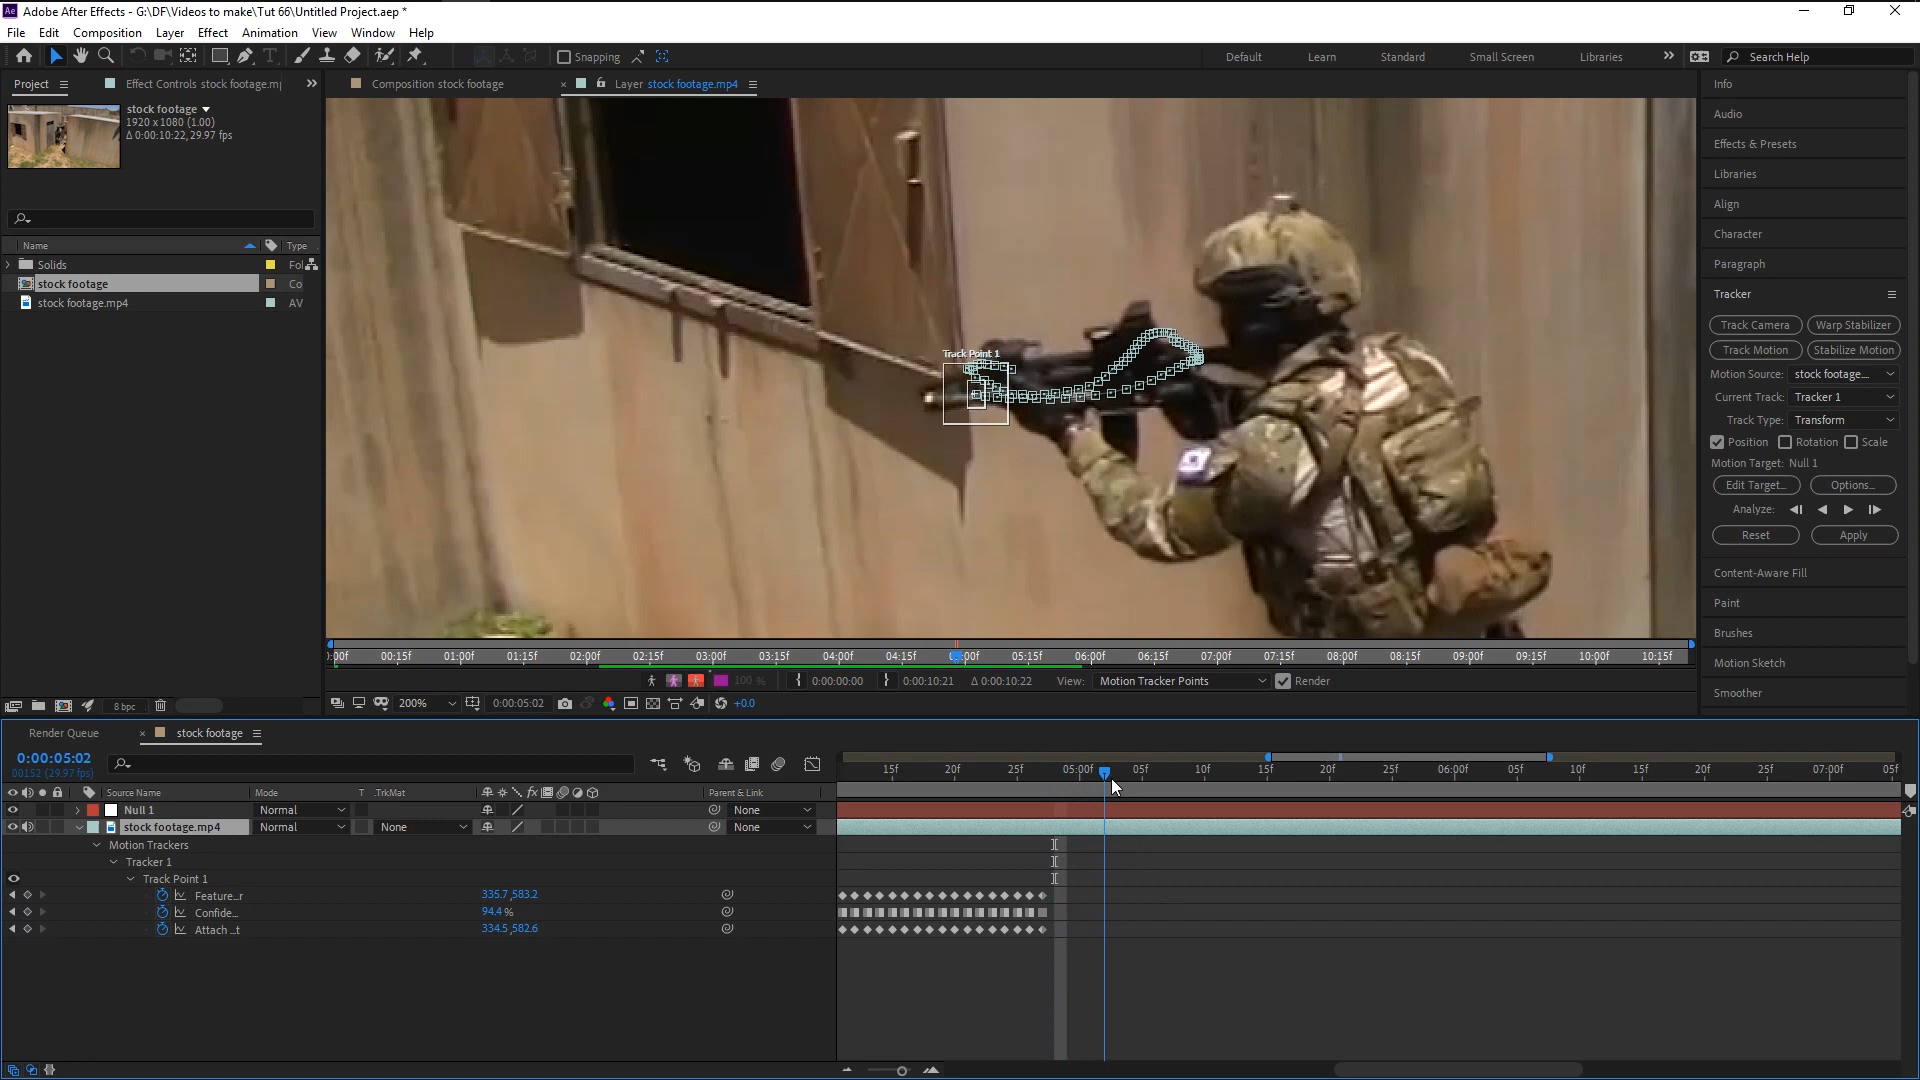 Adobe After Effects - G:\DF\Videos to make\Tut 66\Untitled Project.aep *
File Edit Composition Layer Effect Animation View Window Help
Snapping
Default Learn Standard Small Screen Libraries
Search Help
Project
Effect Controls stock footage.m
stock footage
1920 x 1080 (1.00)
Δ 0:00:10:22, 29.97 fps
Name Type
Solids Fol
stock footage Co
stock footage.mp4 AV
8 bpc
Composition stock footage
Layer stock footage.mp4
Track Point 1
:00f 00:15f 01:00f 01:15f 02:00f 02:15f 03:00f 03:15f 04:00f 04:15f 05:00f 05:15f 06:00f 06:15f 07:00f 07:15f 08:00f 08:15f 09:00f 09:15f 10:00f 10:15f
100 % 0:00:00:00 0:00:10:21 Δ 0:00:10:22 View: Motion Tracker Points Render
200% 0:00:05:02 +0.0
Info
Audio
Effects & Presets
Libraries
Align
Character
Paragraph
Tracker
Track Camera Warp Stabilizer
Track Motion Stabilize Motion
Motion Source: stock footage...
Current Track: Tracker 1
Track Type: Transform
Position Rotation Scale
Motion Target: Null 1
Edit Target... Options...
Analyze:
Reset Apply
Content-Aware Fill
Paint
Brushes
Motion Sketch
Smoother
Render Queue
stock footage
0:00:05:02
00152 (29.97 fps)
15f 20f 25f 05:00f 05f 10f 15f 20f 25f 06:00f 05f 10f 15f 20f 25f 07:00f 05f
Source Name Mode T .TrkMat fx Parent & Link
Null 1 Normal None
stock footage.mp4 Normal None None
Motion Trackers
Tracker 1
Track Point 1
Feature...r 335.7,583.2
Confide... 94.4 %
Attach ...t 334.5,582.6